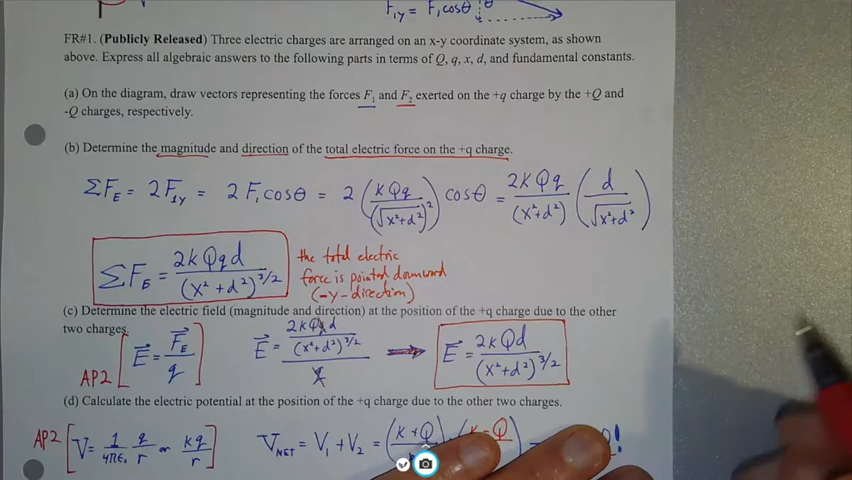 F₁y = F₁cosθ
FR#1. (Publicly Released) Three electric charges are arranged on an x-y coordinate system, as shown
above. Express all algebraic answers to the following parts in terms of Q, q, x, d, and fundamental constants.
(a) On the diagram, draw vectors representing the forces F₁ and F₂ exerted on the +q charge by the +Q and
-Q charges, respectively.
(b) Determine the magnitude and direction of the total electric force on the +q charge.
ΣF_E = 2F₁y = 2 F₁cosθ = 2 (kQq/(√(x²+d²))²) cosθ = 2kQq/(x²+d²) (d/√(x²+d²))
ΣF_E = 2kQqd/(x²+d²)^3/2
the total electric
force is pointed downward
(-y-direction)
(c) Determine the electric field (magnitude and direction) at the position of the +q charge due to the other
two charges.
AP2 [E⃗ = F⃗_E/q] E⃗ = (2kQqd/(x²+d²)^3/2)/q ⟹ E⃗ = 2kQd/(x²+d²)^3/2
(d) Calculate the electric potential at the position of the +q charge due to the other two charges.
AP2 [V = 1/4πε₀ q/r or kq/r] V_NET = V₁ + V₂ = (k +Q (k -Q